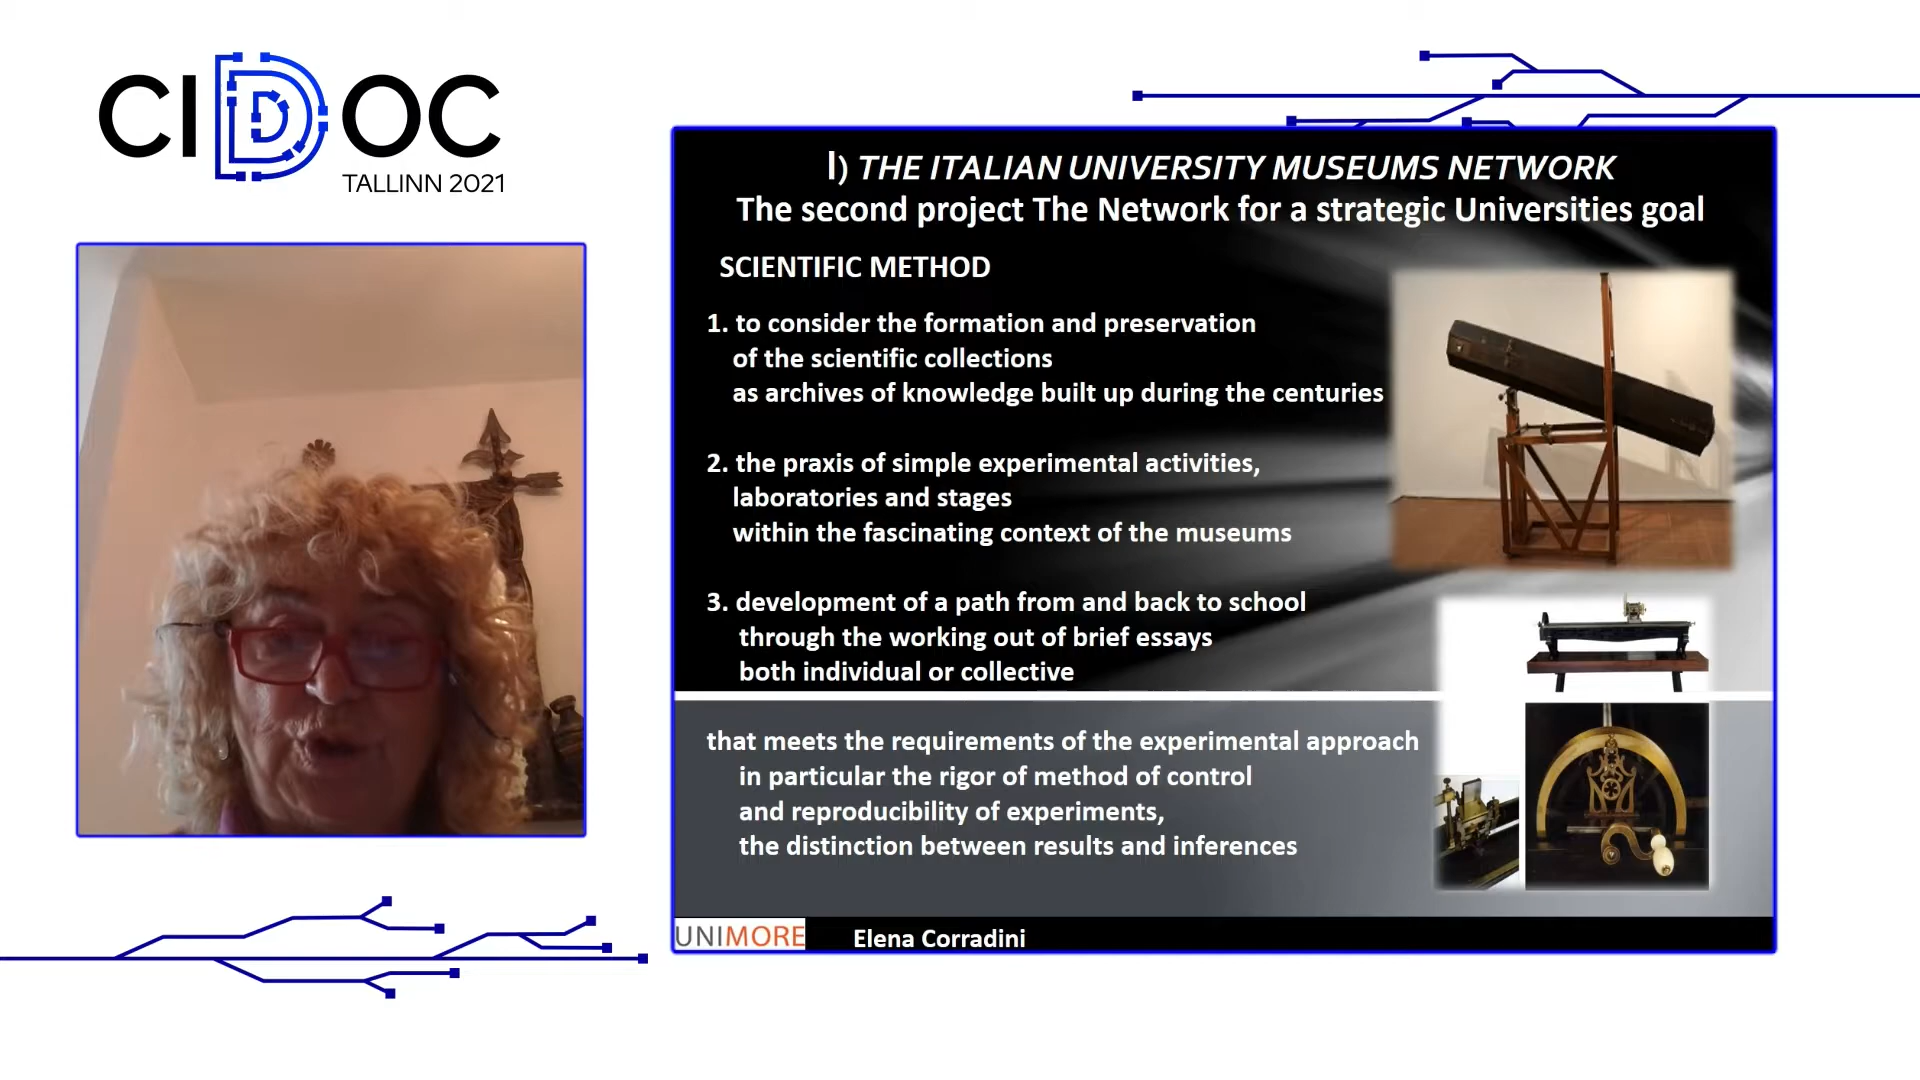 CIDOC
TALLINN 2021
I) THE ITALIAN UNIVERSITY MUSEUMS NETWORK
The second project The Network for a strategic Universities goal
SCIENTIFIC METHOD
1. to consider the formation and preservation
of the scientific collections
as archives of knowledge built up during the centuries
2. the praxis of simple experimental activities,
laboratories and stages
within the fascinating context of the museums
3. development of a path from and back to school
through the working out of brief essays
both individual or collective
that meets the requirements of the experimental approach
in particular the rigor of method of control
and reproducibility of experiments,
the distinction between results and inferences
UNIMORE
Elena Corradini